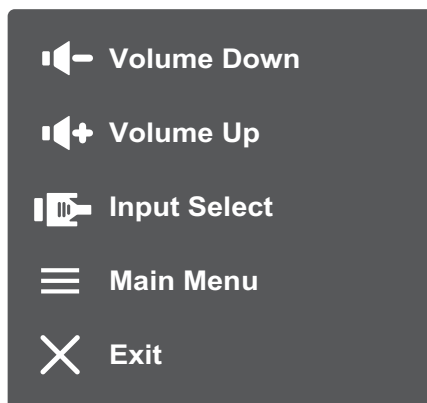 Volume Down
Volume Up
Input Select
Main Menu
Exit